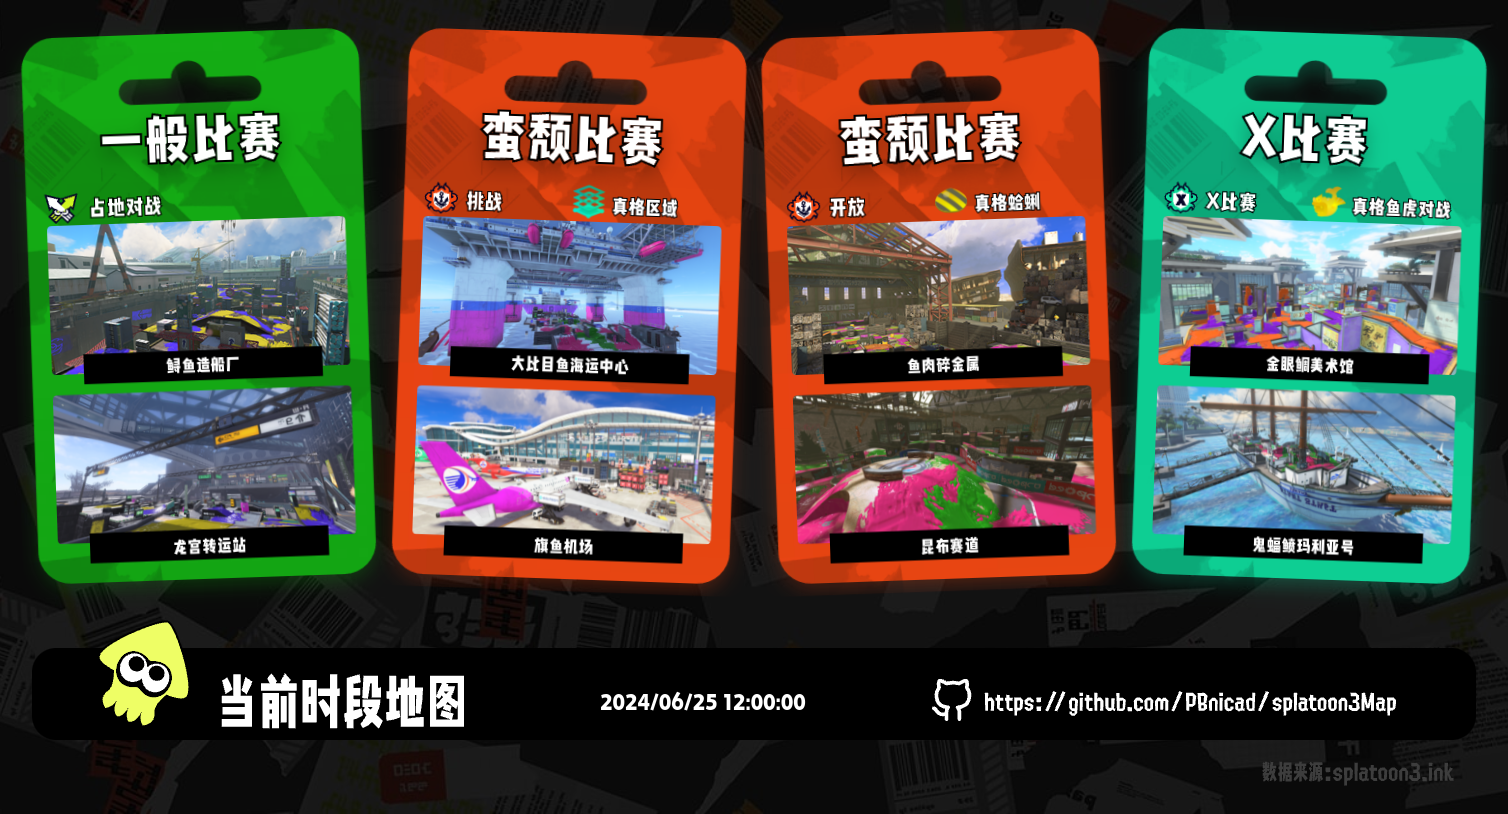 一般比赛
占地对战
鲟鱼造船厂
龙宫转运站
蛮颓比赛
挑战
真格区域
大比目鱼海运中心
旗鱼机场
蛮颓比赛
开放
真格蛤蜊
鱼肉碎金属
昆布赛道
X比赛
X比赛
真格鱼虎对战
金眼鲷美术馆
鬼蝠鲼玛利亚号
当前时段地图
2024/06/25 12:00:00
https://github.com/PBnicad/splatoon3Map
数据来源:splatoon3.ink